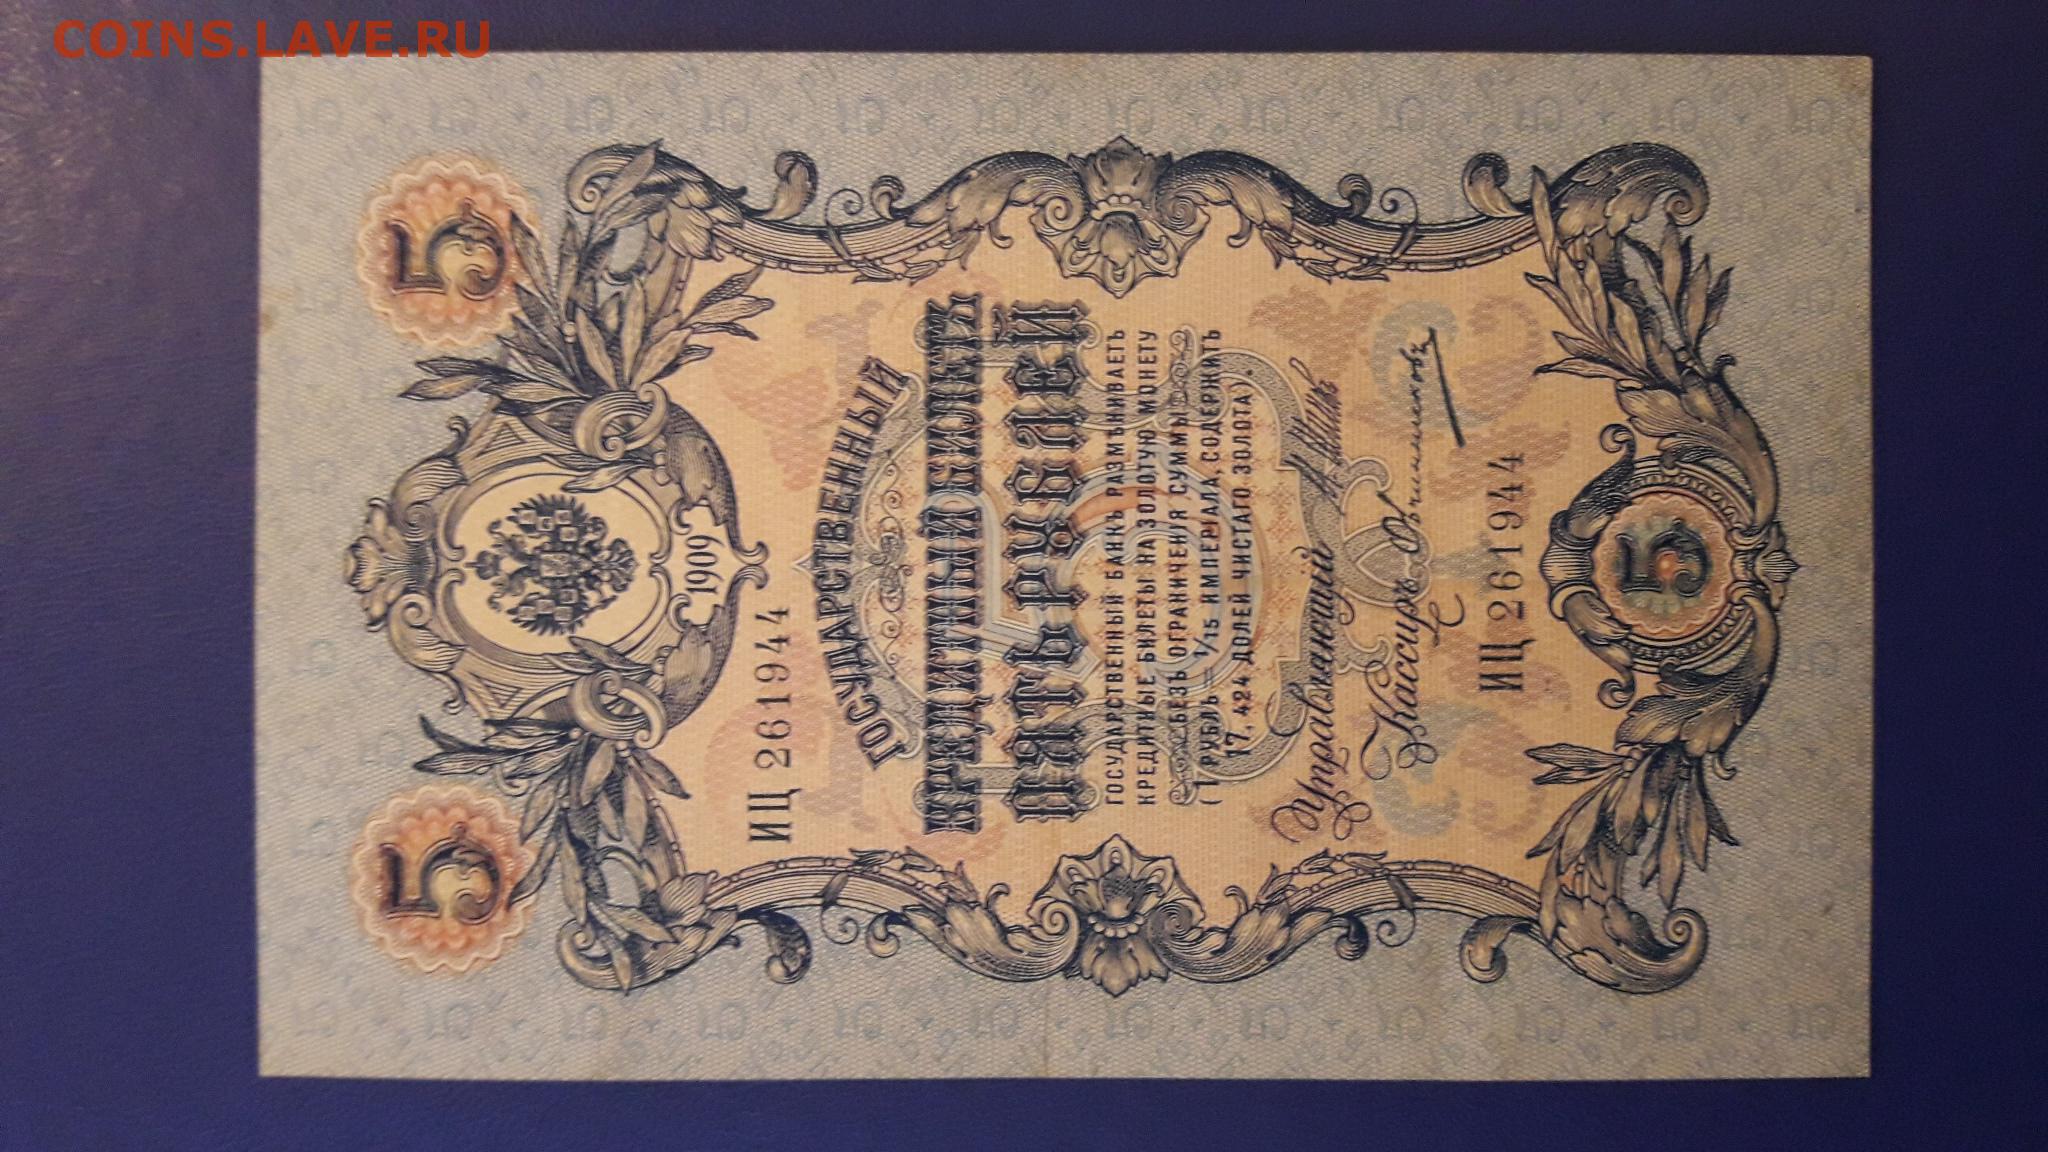 COINS.LAVE.RU
5 5
1909
ИЦ 261944
ГОСУДАРСТВЕННЫЙ
КРЕДИТНЫЙ БИЛЕТЪ
ПЯТЬ РУБЛЕЙ
ГОСУДАРСТВЕННЫЙ БАНКЪ РАЗМѢНИВАЕТЪ
КРЕДИТНЫЕ БИЛЕТЫ НА ЗОЛОТУЮ МОНЕТУ
БЕЗЪ ОГРАНИЧЕНІЯ СУММЫ
(1 РУБЛЬ = 1/15 ИМПЕРІАЛА, СОДЕРЖИТЪ
17,424 ДОЛЕЙ ЧИСТАГО ЗОЛОТА).
Управляющій
Кассиръ
ИЦ 261944
5